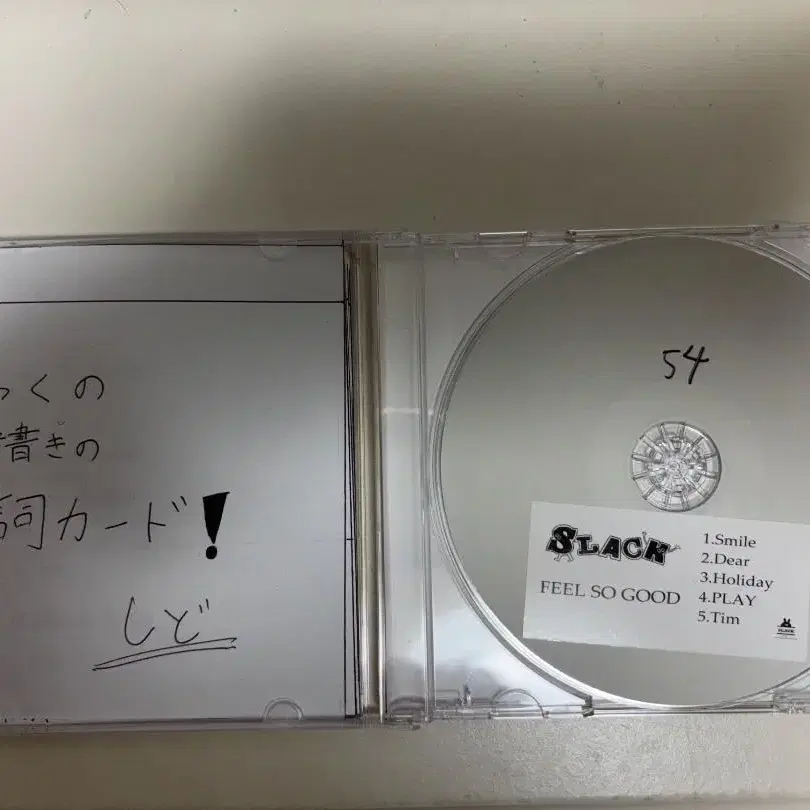 っくの
書きの
詞カード!
しど
54
SLACK
FEEL SO GOOD
1.Smile
2.Dear
3.Holiday
4.PLAY
5.Tim
SLACK